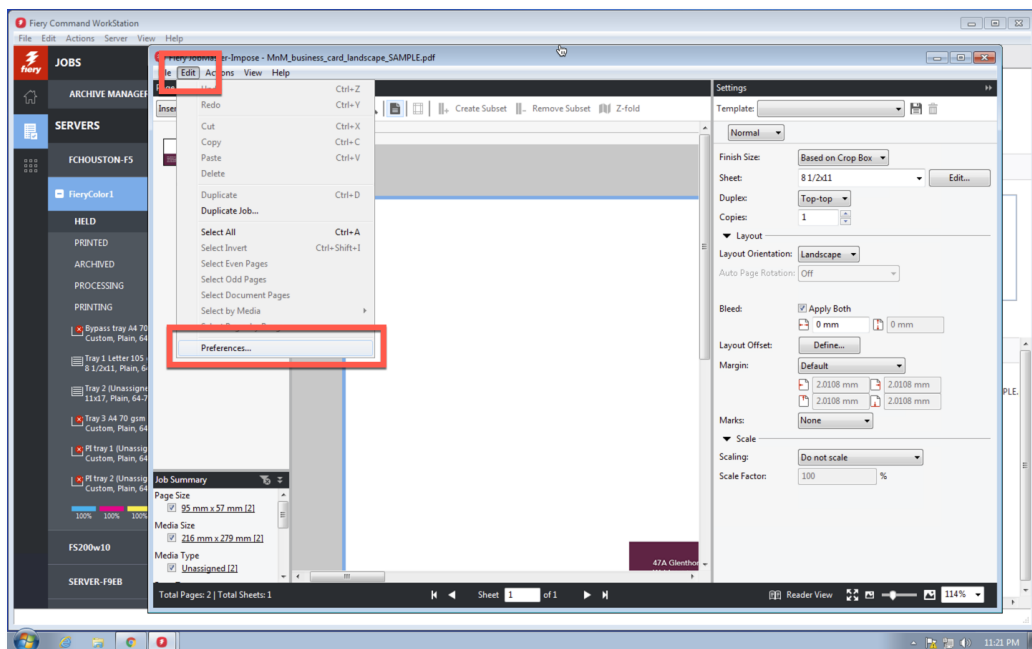 Fiery Command WorkStation
File Edit Actions Server View Help
fiery
JOBS
ARCHIVE MANAGER
SERVERS
FCHOUSTON-F5
FieryColor1
HELD
PRINTED
ARCHIVED
PROCESSING
PRINTING
Bypass tray A4 70
Custom, Plain, 64
Tray 1 Letter 105
8 1/2x11, Plain, 6
Tray 2 (Unassigne
11x17, Plain, 64-7
Tray 3 A4 70 gsm
Custom, Plain, 64
PI tray 1 (Unassig
Custom, Plain, 64
PI tray 2 (Unassig
Custom, Plain, 64
100% 100% 100%
FS200w10
SERVER-F9EB
Fiery JobMaster-Impose - MnM_business_card_landscape_SAMPLE.pdf
Edit Actions View Help
Ctrl+Z
Redo Ctrl+Y
Cut Ctrl+X
Copy Ctrl+C
Paste Ctrl+V
Delete
Duplicate Ctrl+D
Duplicate Job...
Select All Ctrl+A
Select Invert Ctrl+Shift+I
Select Even Pages
Select Odd Pages
Select Document Pages
Select by Media
Preferences...
Create Subset Remove Subset Z-fold
47A Glenthor
Job Summary
Page Size
95 mm x 57 mm [2]
Media Size
216 mm x 279 mm [2]
Media Type
Unassigned [2]
Total Pages: 2 | Total Sheets: 1 Sheet 1 of 1 Reader View 114%
Settings
Template:
Normal
Finish Size: Based on Crop Box
Sheet: 8 1/2x11 Edit...
Duplex: Top-top
Copies: 1
Layout
Layout Orientation: Landscape
Auto Page Rotation: Off
Bleed: Apply Both
0 mm 0 mm
Layout Offset: Define...
Margin: Default
2.0108 mm 2.0108 mm
2.0108 mm 2.0108 mm
Marks: None
Scale
Scaling: Do not scale
Scale Factor: 100 %
PLE.
11:21 PM